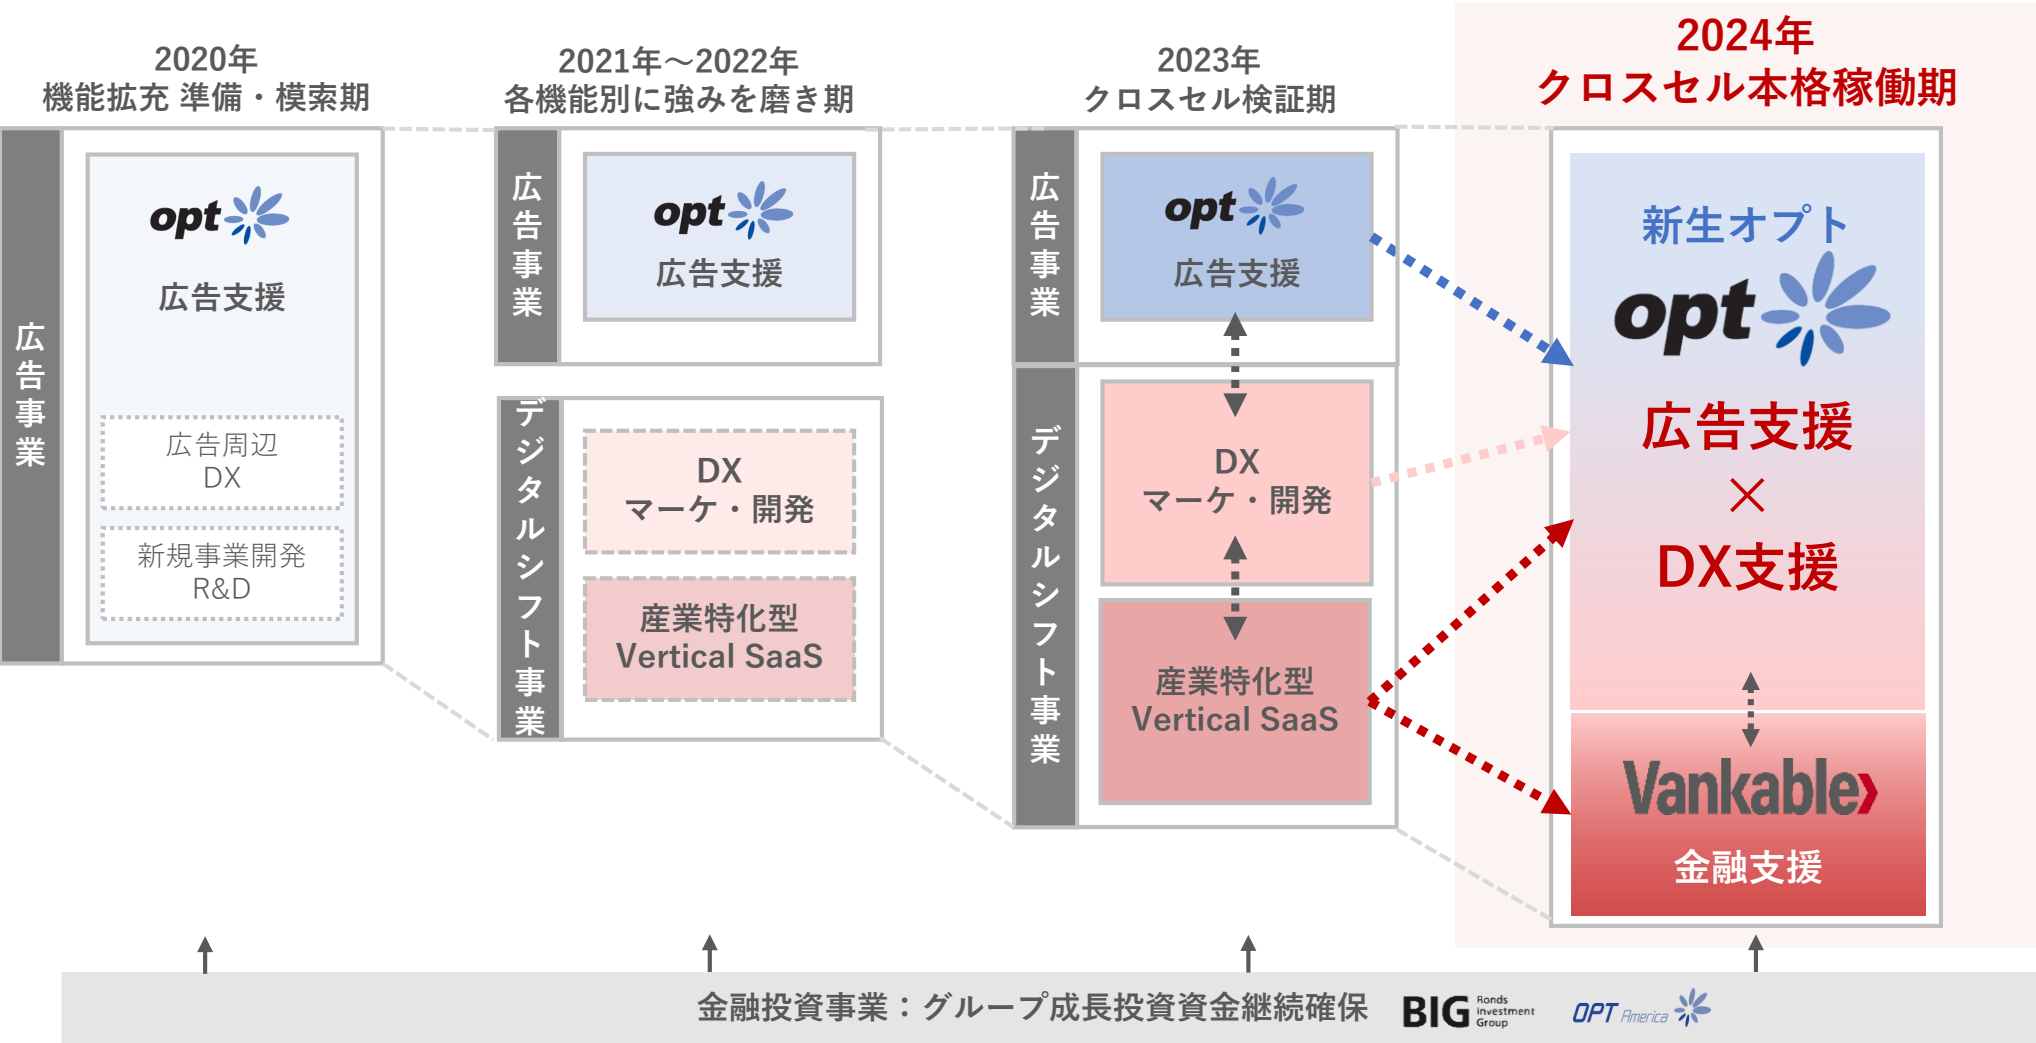 2020年
機能拡充 準備・模索期
広告事業
opt
広告支援
広告周辺
DX
新規事業開発
R&D
2021年～2022年
各機能別に強みを磨き期
広告事業
opt
広告支援
デジタルシフト事業
DX
マーケ・開発
産業特化型
Vertical SaaS
2023年
クロスセル検証期
広告事業
opt
広告支援
デジタルシフト事業
DX
マーケ・開発
産業特化型
Vertical SaaS
2024年
クロスセル本格稼働期
新生オプト
opt
広告支援
×
DX支援
Vankable
金融支援
金融投資事業：グループ成長投資資金継続確保
BIG
Bonds
Investment
Group
OPT America